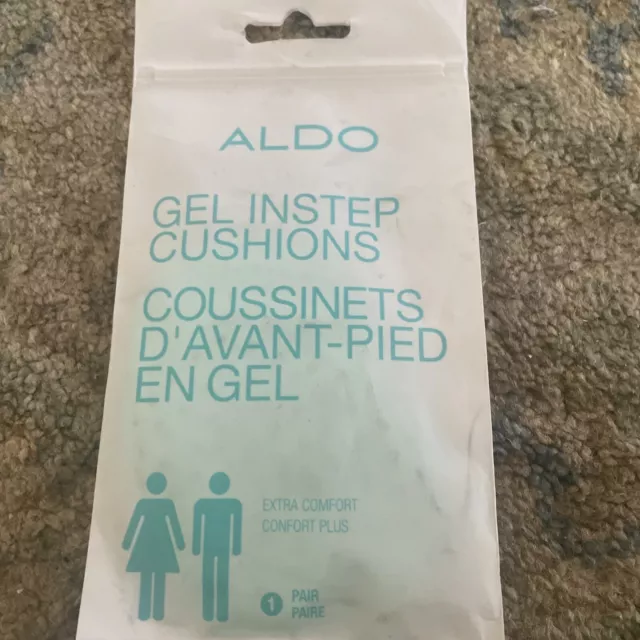 ALDO
GEL INSTEP
CUSHIONS
COUSSINETS
D'AVANT-PIED
EN GEL
EXTRA COMFORT
CONFORT PLUS
1 PAIR
PAIRE